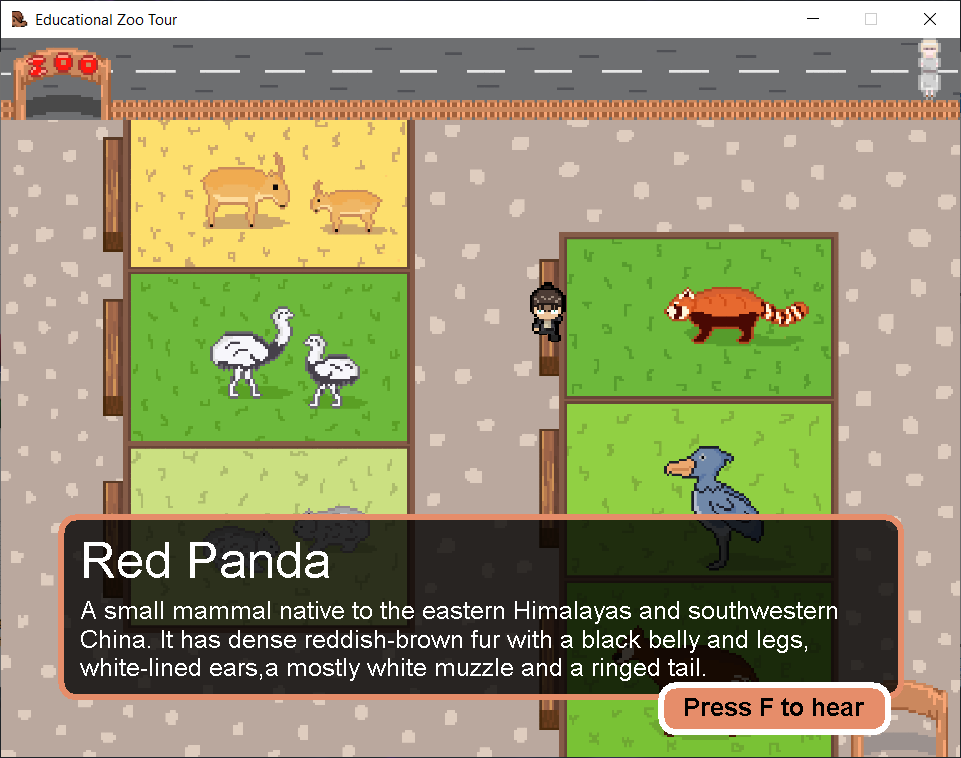 Educational Zoo Tour
ZOO
Red Panda
A small mammal native to the eastern Himalayas and southwestern
China. It has dense reddish-brown fur with a black belly and legs,
white-lined ears,a mostly white muzzle and a ringed tail.
Press F to hear